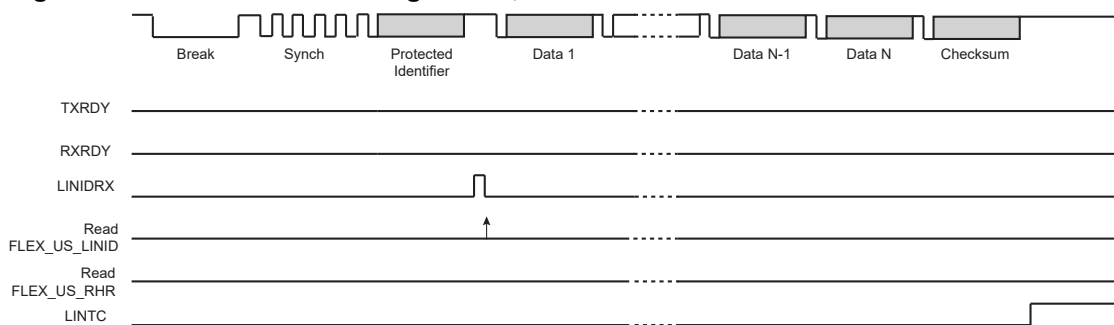 Break Synch Protected Identifier Data 1 Data N-1 Data N Checksum
TXRDY
RXRDY
LINIDRX
Read
FLEX_US_LINID
Read
FLEX_US_RHR
LINTC